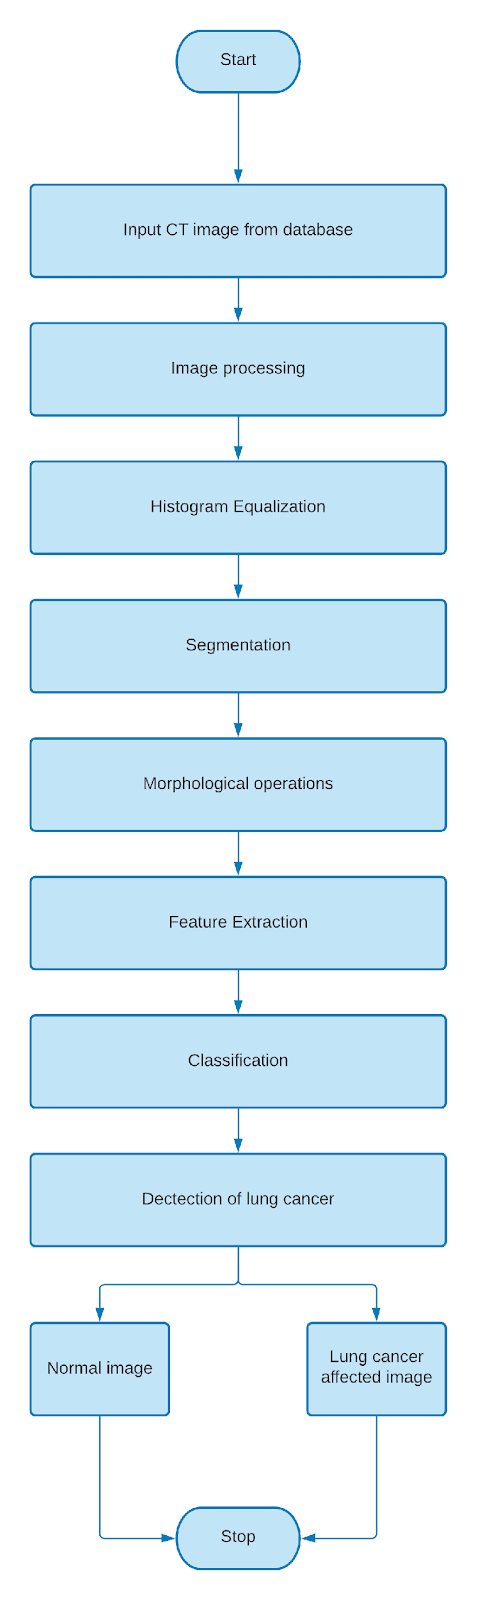 Start
Input CT image from database
Image processing
Histogram Equalization
Segmentation
Morphological operations
Feature Extraction
Classification
Dectection of lung cancer
Normal image
Lung cancer
affected image
Stop